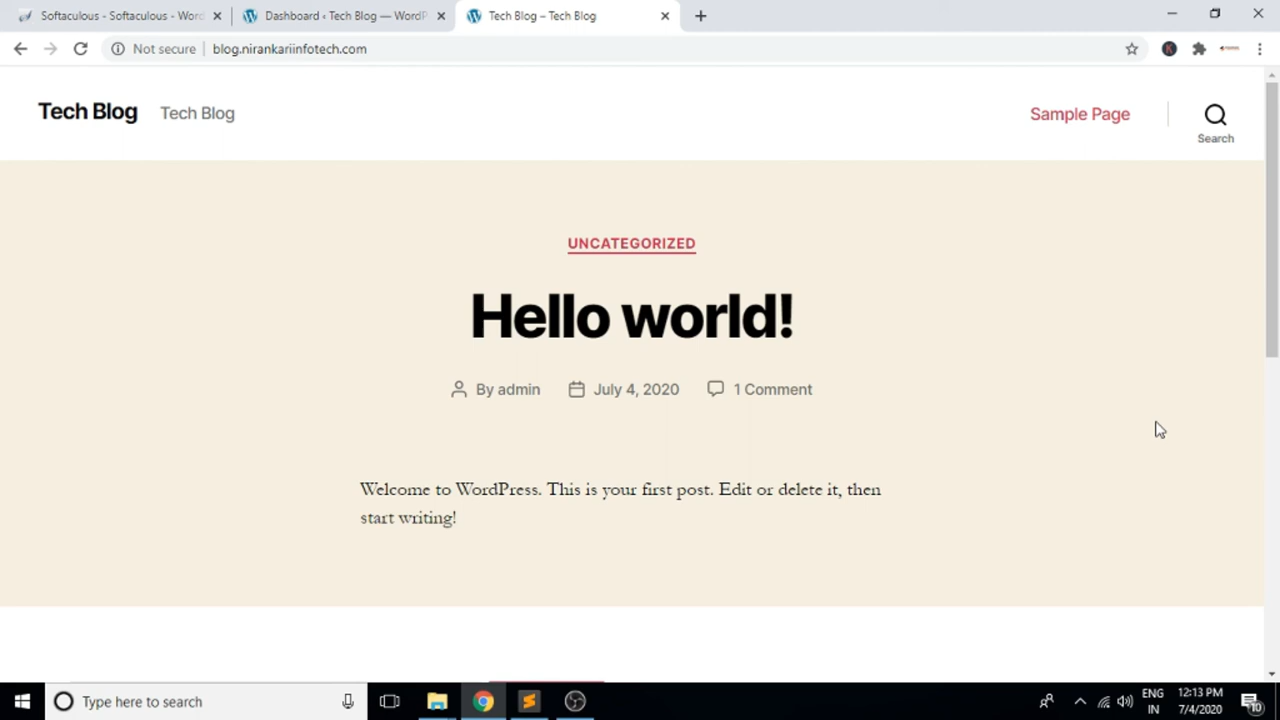 Softaculous - Softaculous - Word
Dashboard ‹ Tech Blog — WordP
Tech Blog – Tech Blog
Not secure
blog.nirankariinfotech.com
K
Tech Blog
Tech Blog
Sample Page
Search
UNCATEGORIZED
Hello world!
By admin
July 4, 2020
1 Comment
Welcome to WordPress. This is your first post. Edit or delete it, then
start writing!
Type here to search
ENG
IN
12:13 PM
7/4/2020
10